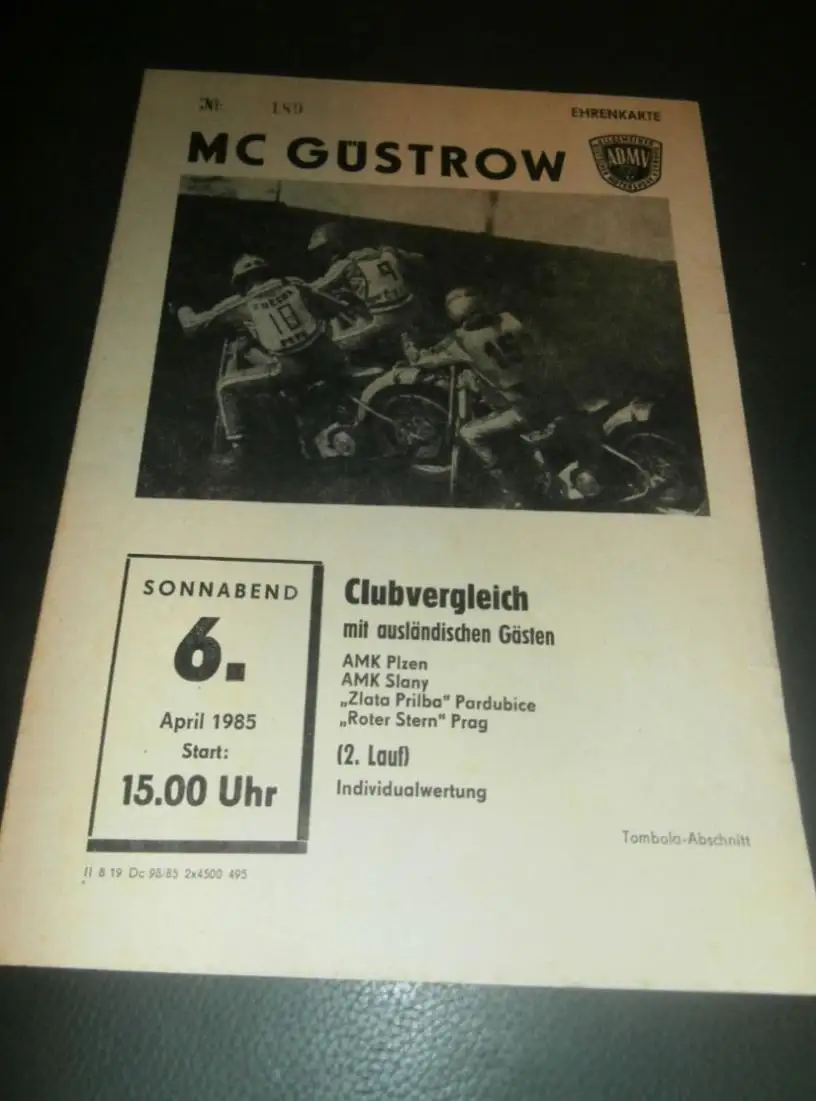 № 189
EHRENKARTE
MC GÜSTROW
ADMV
18
9
SONNABEND
6.
April 1985
Start:
15.00 Uhr
Clubvergleich
mit ausländischen Gästen
AMK Plzen
AMK Slany
„Zlata Prilba" Pardubice
„Roter Stern" Prag
(2. Lauf)
Individualwertung
Tombola-Abschnitt
II 8 19 Dc 98/85 2x4500 495